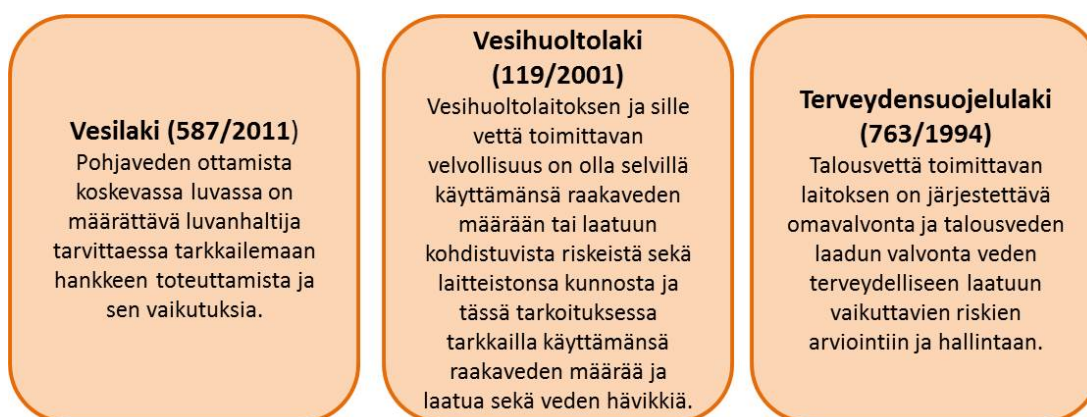 Vesilaki (587/2011)
Pohjaveden ottamista
koskevassa luvassa on
määrättävä luvanhaltija
tarvittaessa tarkkailemaan
hankkeen toteuttamista ja
sen vaikutuksia.
Vesihuoltolaki
(119/2001)
Vesihuoltolaitoksen ja sille
vettä toimittavan
velvollisuus on olla selvillä
käyttämänsä raakaveden
määrään tai laatuun
kohdistuvista riskeistä sekä
laitteistonsa kunnosta ja
tässä tarkoituksessa
tarkkailla käyttämänsä
raakaveden määrää ja
laatua sekä veden hävikkiä.
Terveydensuojelulaki
(763/1994)
Talousvettä toimittavan
laitoksen on järjestettävä
omavalvonta ja talousveden
laadun valvonta veden
terveydelliseen laatuun
vaikuttavien riskien
arviointiin ja hallintaan.